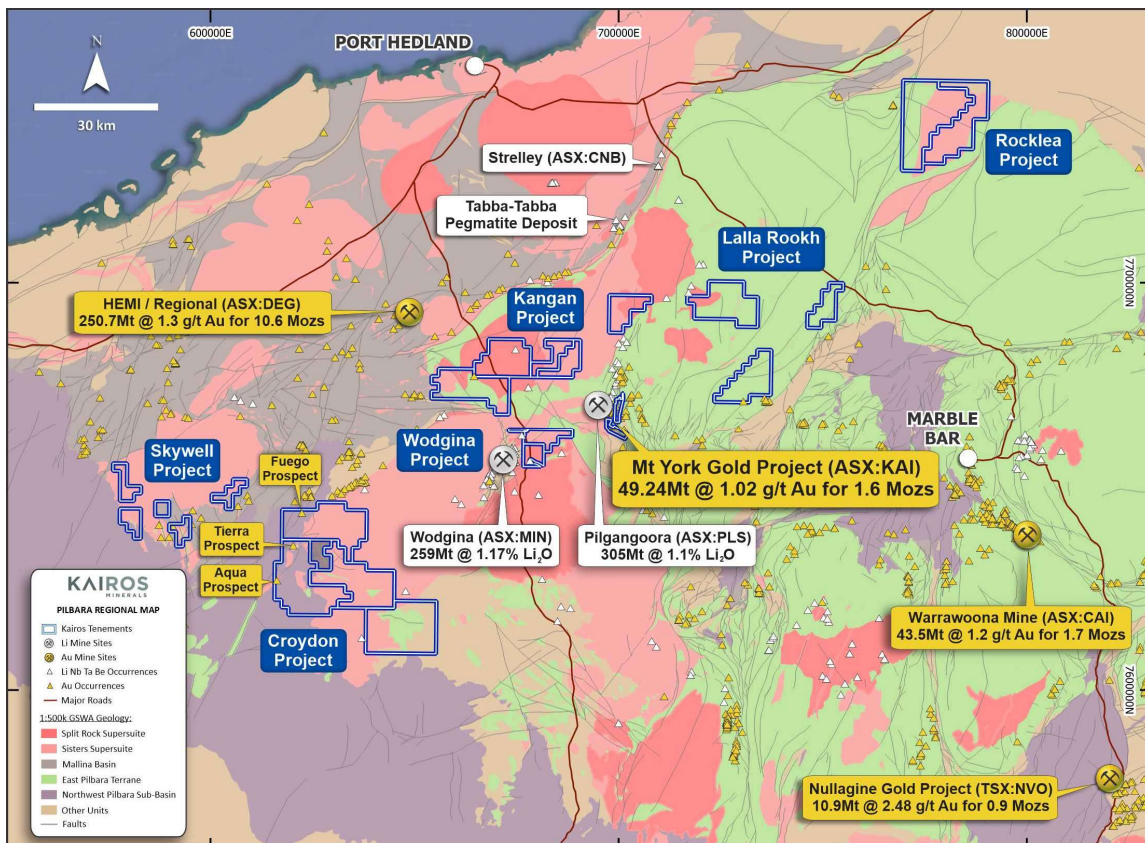 600000E
700000E
800000E
N
30 km
PORT HEDLAND
Rocklea
Project
Strelley (ASX:CNB)
Tabba-Tabba
Pegmatite Deposit
Lalla Rookh
Project
7700000N
HEMI / Regional (ASX:DEG)
250.7Mt @ 1.3 g/t Au for 10.6 Mozs
Kangan
Project
MARBLE
BAR
Skywell
Project
Fuego
Prospect
Wodgina
Project
Mt York Gold Project (ASX:KAI)
49.24Mt @ 1.02 g/t Au for 1.6 Mozs
Tierra
Prospect
Wodgina (ASX:MIN)
259Mt @ 1.17% Li₂O
Pilgangoora (ASX:PLS)
305Mt @ 1.1% Li₂O
Aqua
Prospect
Croydon
Project
Warrawoona Mine (ASX:CAI)
43.5Mt @ 1.2 g/t Au for 1.7 Mozs
7600000N
Nullagine Gold Project (TSX:NVO)
10.9Mt @ 2.48 g/t Au for 0.9 Mozs
KAIROS
MINERALS
PILBARA REGIONAL MAP
Kairos Tenements
Li Mine Sites
Au Mine Sites
Li Nb Ta Be Occurrences
Au Occurrences
Major Roads
1:500k GSWA Geology:
Split Rock Supersuite
Sisters Supersuite
Mallina Basin
East Pilbara Terrane
Northwest Pilbara Sub-Basin
Other Units
Faults